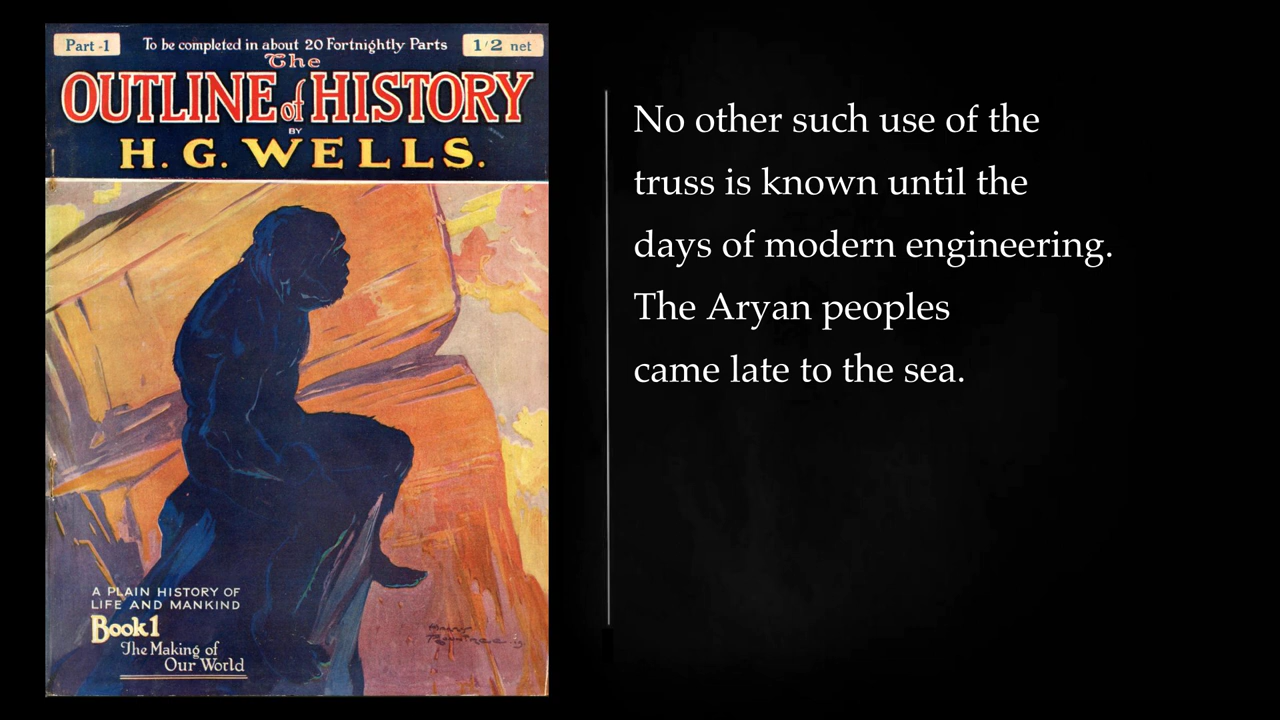 Part -1
To be completed in about 20 Fortnightly Parts
1/2 net
The
OUTLINE of HISTORY
BY
H. G. WELLS.
A PLAIN HISTORY OF
LIFE AND MANKIND
Book 1
The Making of
Our World
No other such use of the
truss is known until the
days of modern engineering.
The Aryan peoples
came late to the sea.